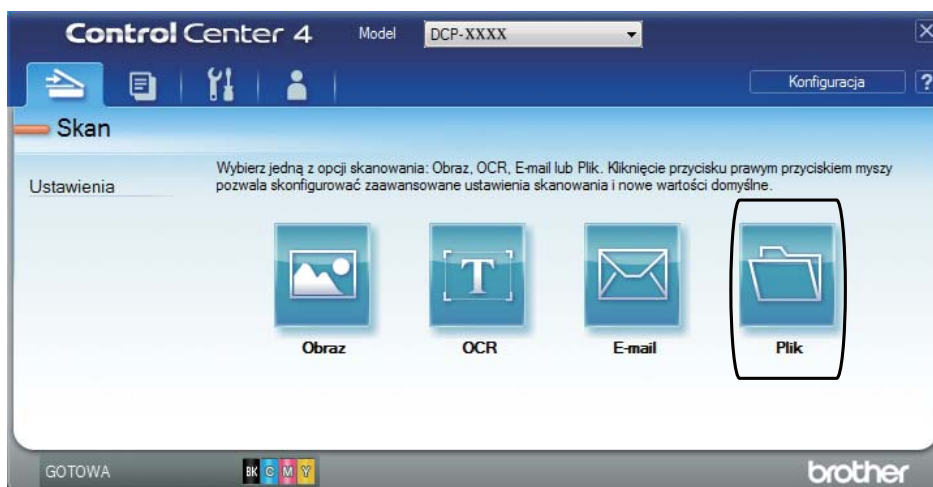 Control Center 4 Model DCP-XXXX
Konfiguracja ?
Skan
Ustawienia
Wybierz jedną z opcji skanowania: Obraz, OCR, E-mail lub Plik. Kliknięcie przycisku prawym przyciskiem myszy
pozwala skonfigurować zaawansowane ustawienia skanowania i nowe wartości domyślne.
T
Obraz OCR E-mail Plik
GOTOWA BK C M Y brother